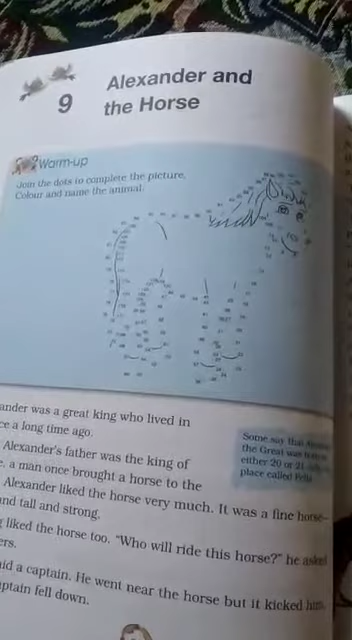 9
Alexander and
the Horse
Warm-up
Join the dots to complete the picture.
Colour and name the animal.
ander was a great king who lived in
ce a long time ago.
Alexander's father was the king of
e, a man once brought a horse to the
Alexander liked the horse very much. It was a fine horse—
and tall and strong.
g liked the horse too. "Who will ride this horse?" he asked
ers.
aid a captain. He went near the horse but it kicked him
aptain fell down.
Some say that
the Great was
either 20 or 21
place called